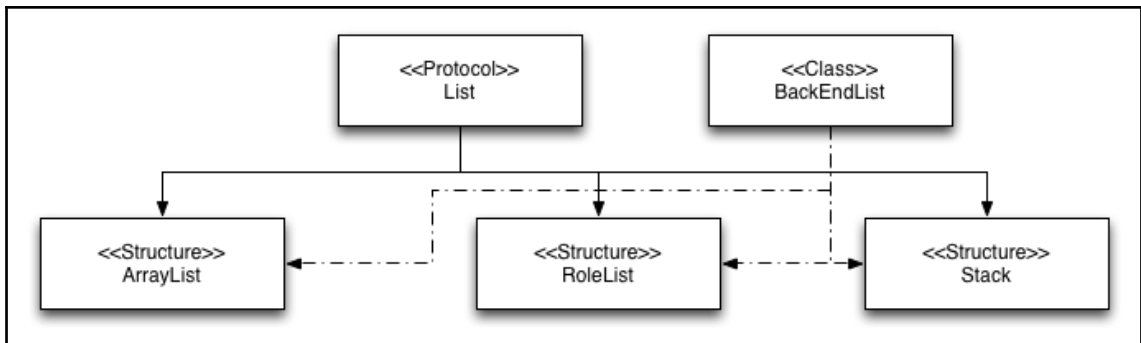 <<Protocol>>
List
<<Class>>
BackEndList
<<Structure>>
ArrayList
<<Structure>>
RoleList
<<Structure>>
Stack